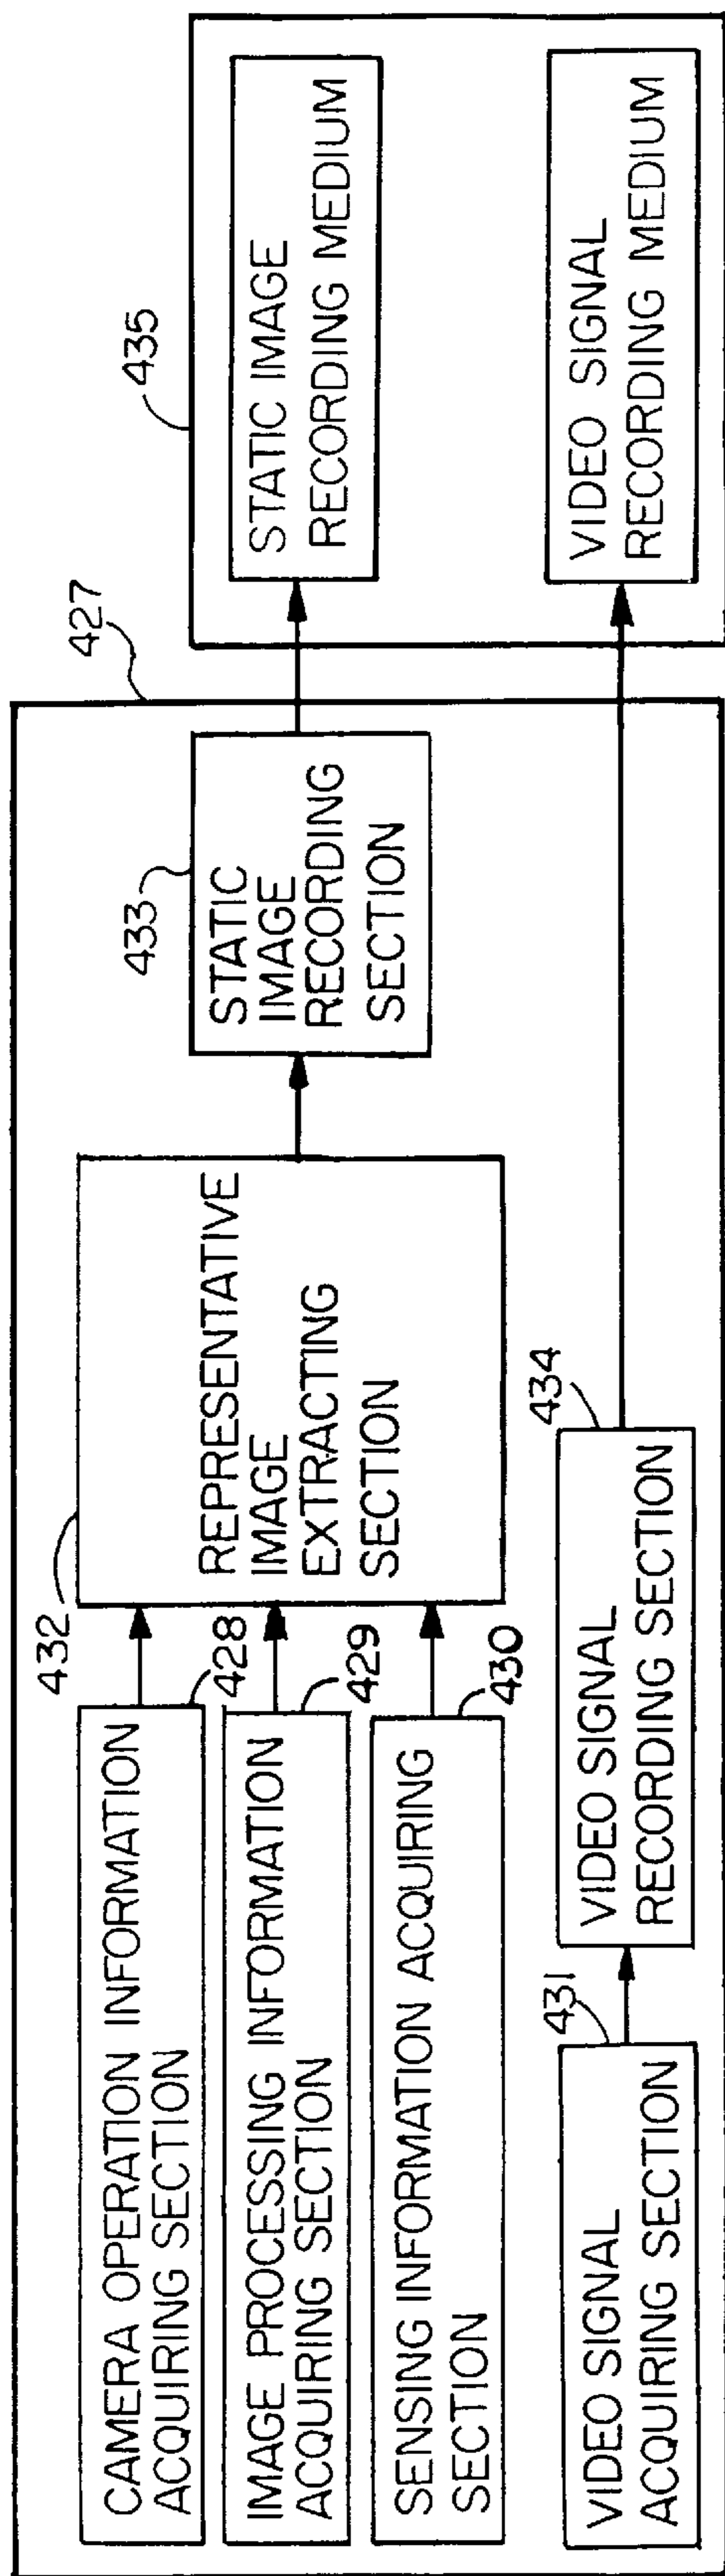 CAMERA OPERATION INFORMATION
ACQUIRING SECTION
428
IMAGE PROCESSING INFORMATION
ACQUIRING SECTION
429
SENSING INFORMATION ACQUIRING
SECTION
430
VIDEO SIGNAL
ACQUIRING SECTION
431
432
REPRESENTATIVE
IMAGE
EXTRACTING
SECTION
VIDEO SIGNAL
RECORDING SECTION
434
433
STATIC
IMAGE
RECORDING
SECTION
427
435
STATIC IMAGE
RECORDING MEDIUM
VIDEO SIGNAL
RECORDING MEDIUM